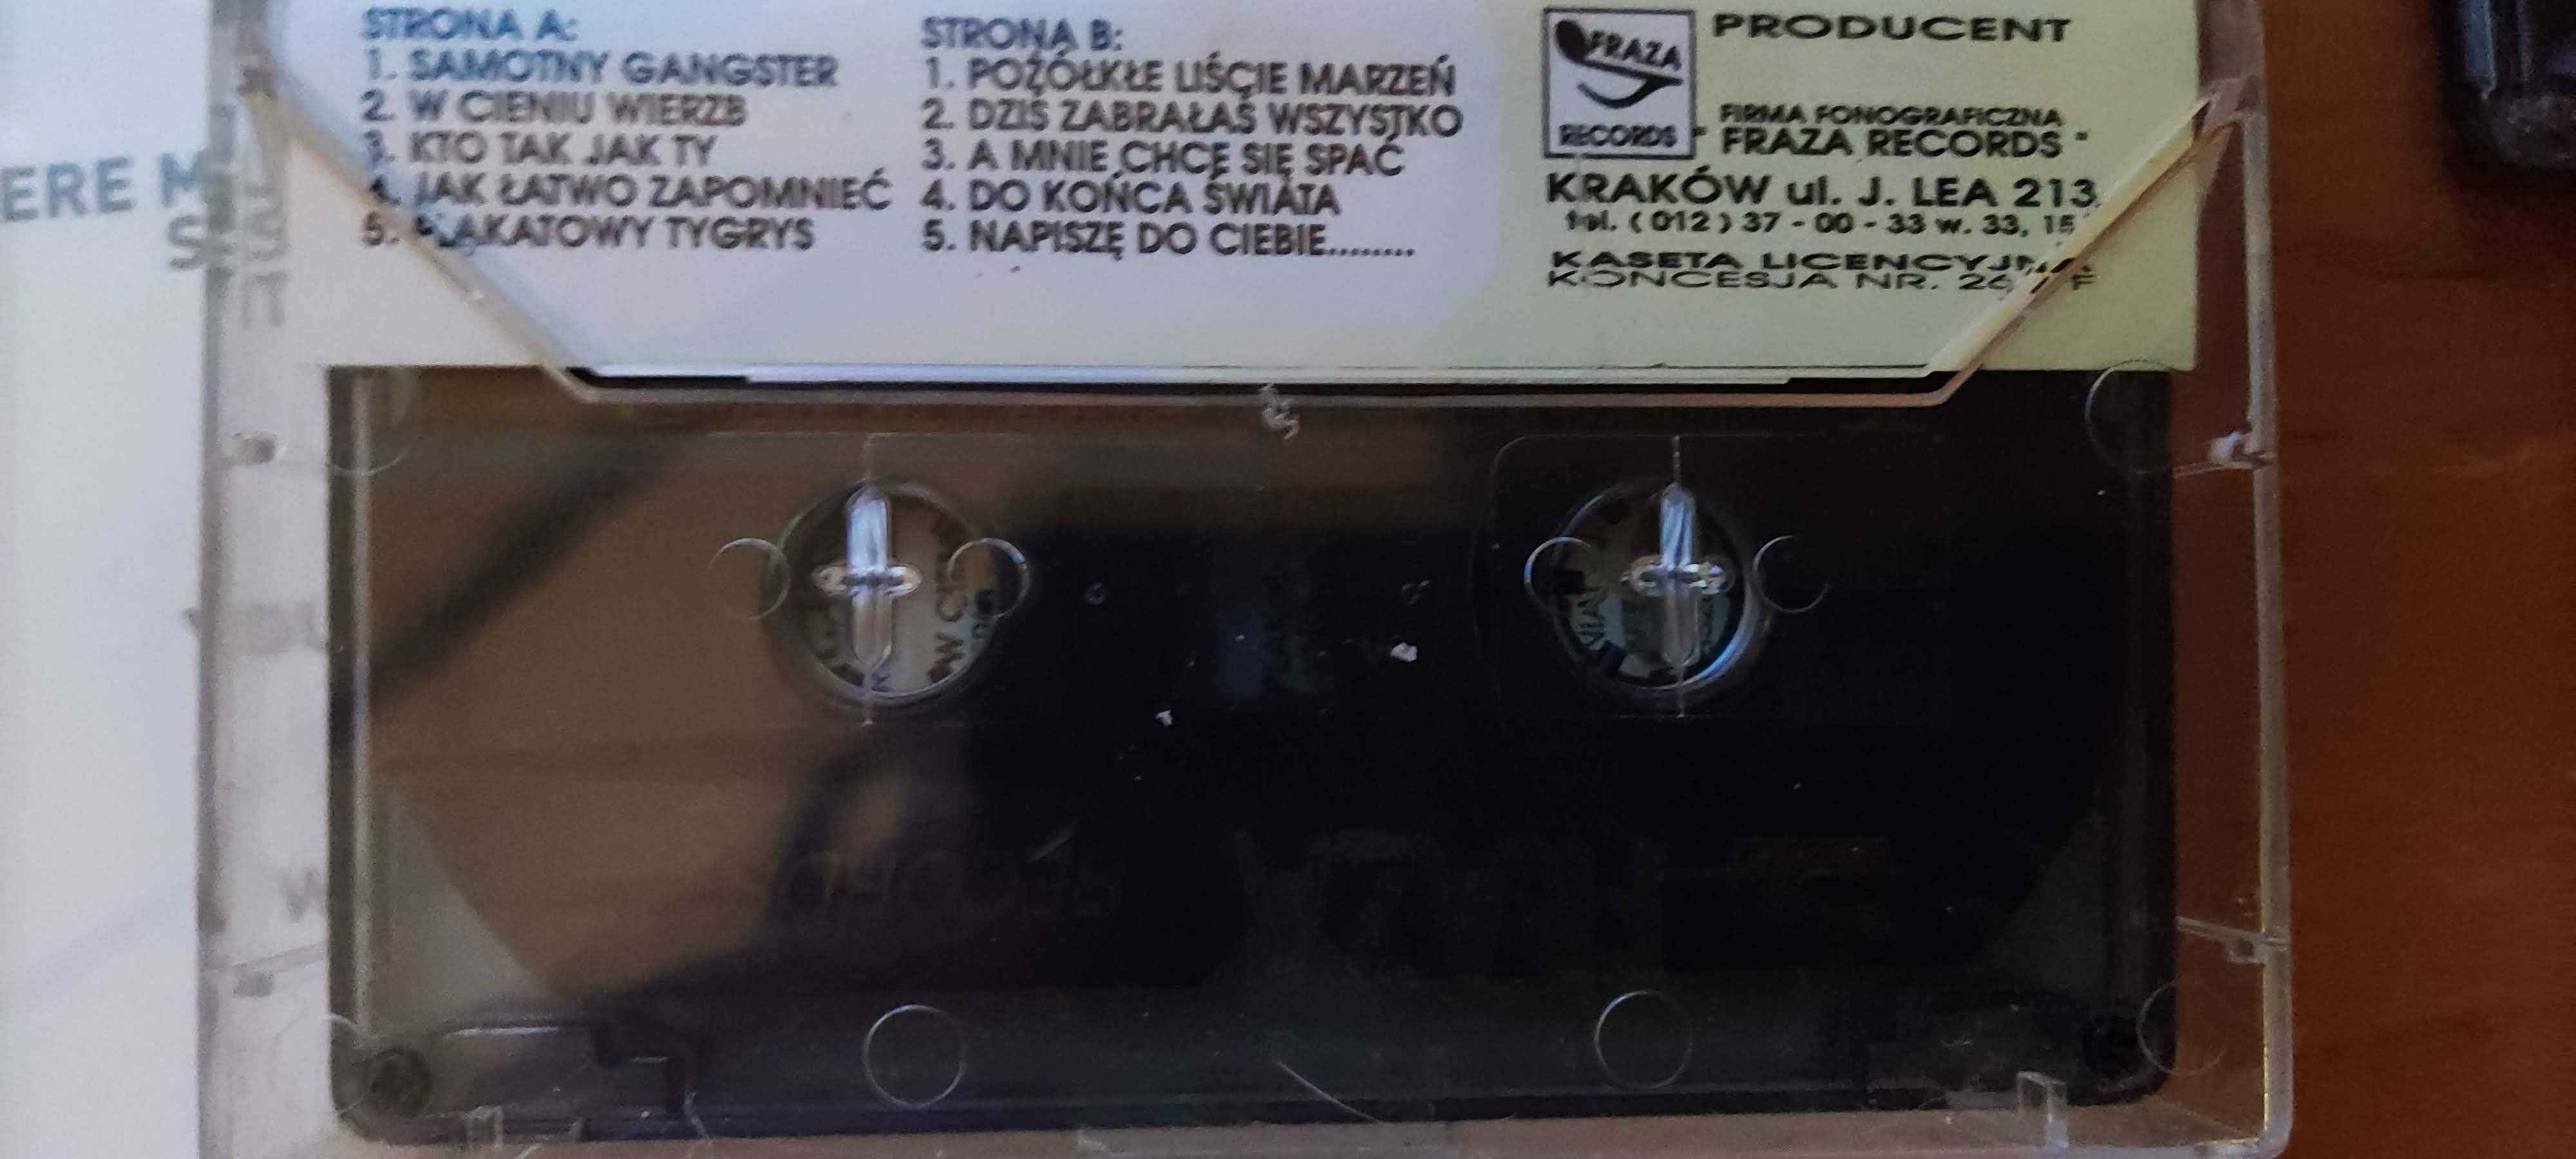 STRONA A:
1. SAMOTNY GANGSTER
2. W CIENIU WIERZB
3. KTO TAK JAK TY
4. JAK ŁATWO ZAPOMNIEĆ
5. PLAKATOWY TYGRYS
STRONA B:
1. POŻÓŁKŁE LIŚCIE MARZEŃ
2. DZIŚ ZABRAŁAŚ WSZYSTKO
3. A MNIE CHCE SIĘ SPAĆ
4. DO KOŃCA ŚWIATA
5. NAPISZĘ DO CIEBIE........
FRAZA
RECORDS
PRODUCENT
FIRMA FONOGRAFICZNA
" FRAZA RECORDS "
KRAKÓW ul. J. LEA 213
tel. ( 012 ) 37 - 00 - 33 w. 33, 15
KASETA LICENCYJNA
KONCESJA NR.
ERE M
W CI